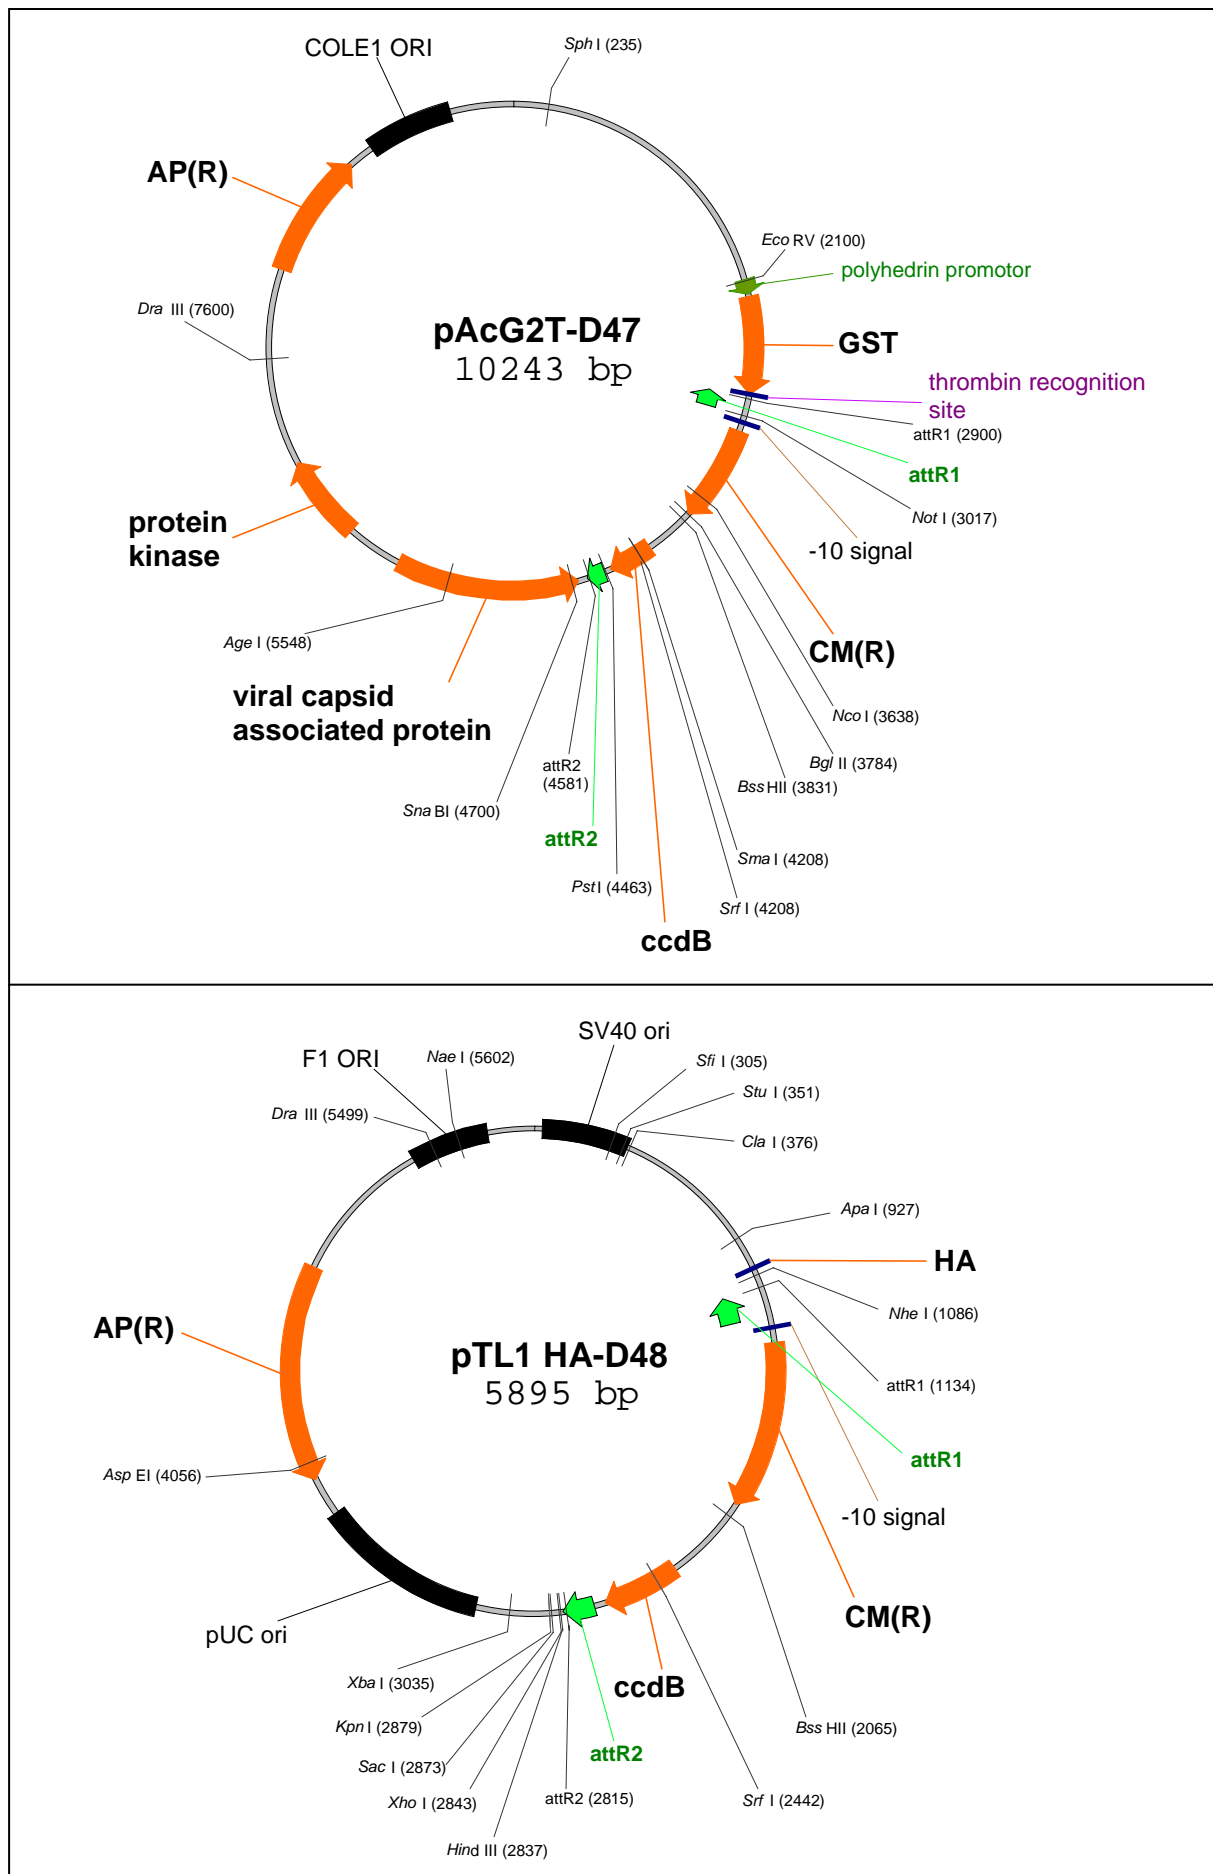 COLE1 ORI
Sph I (235)
AP(R)
Eco RV (2100)
polyhedrin promotor
Dra III (7600)
pAcG2T-D47
10243 bp
GST
thrombin recognition
site
attR1 (2900)
attR1
Not I (3017)
-10 signal
protein
kinase
Age I (5548)
CM(R)
viral capsid
associated protein
Nco I (3638)
Bgl II (3784)
Bss HII (3831)
attR2
(4581)
Sna BI (4700)
attR2
Sma I (4208)
Pst I (4463)
Srf I (4208)
ccdB
SV40 ori
F1 ORI
Nae I (5602)
Sfi I (305)
Stu I (351)
Dra III (5499)
Cla I (376)
Apa I (927)
HA
Nhe I (1086)
AP(R)
pTL1 HA-D48
5895 bp
attR1 (1134)
attR1
Asp EI (4056)
-10 signal
CM(R)
pUC ori
Xba I (3035)
ccdB
Kpn I (2879)
Bss HII (2065)
attR2
Sac I (2873)
Xho I (2843)
attR2 (2815)
Srf I (2442)
Hind III (2837)